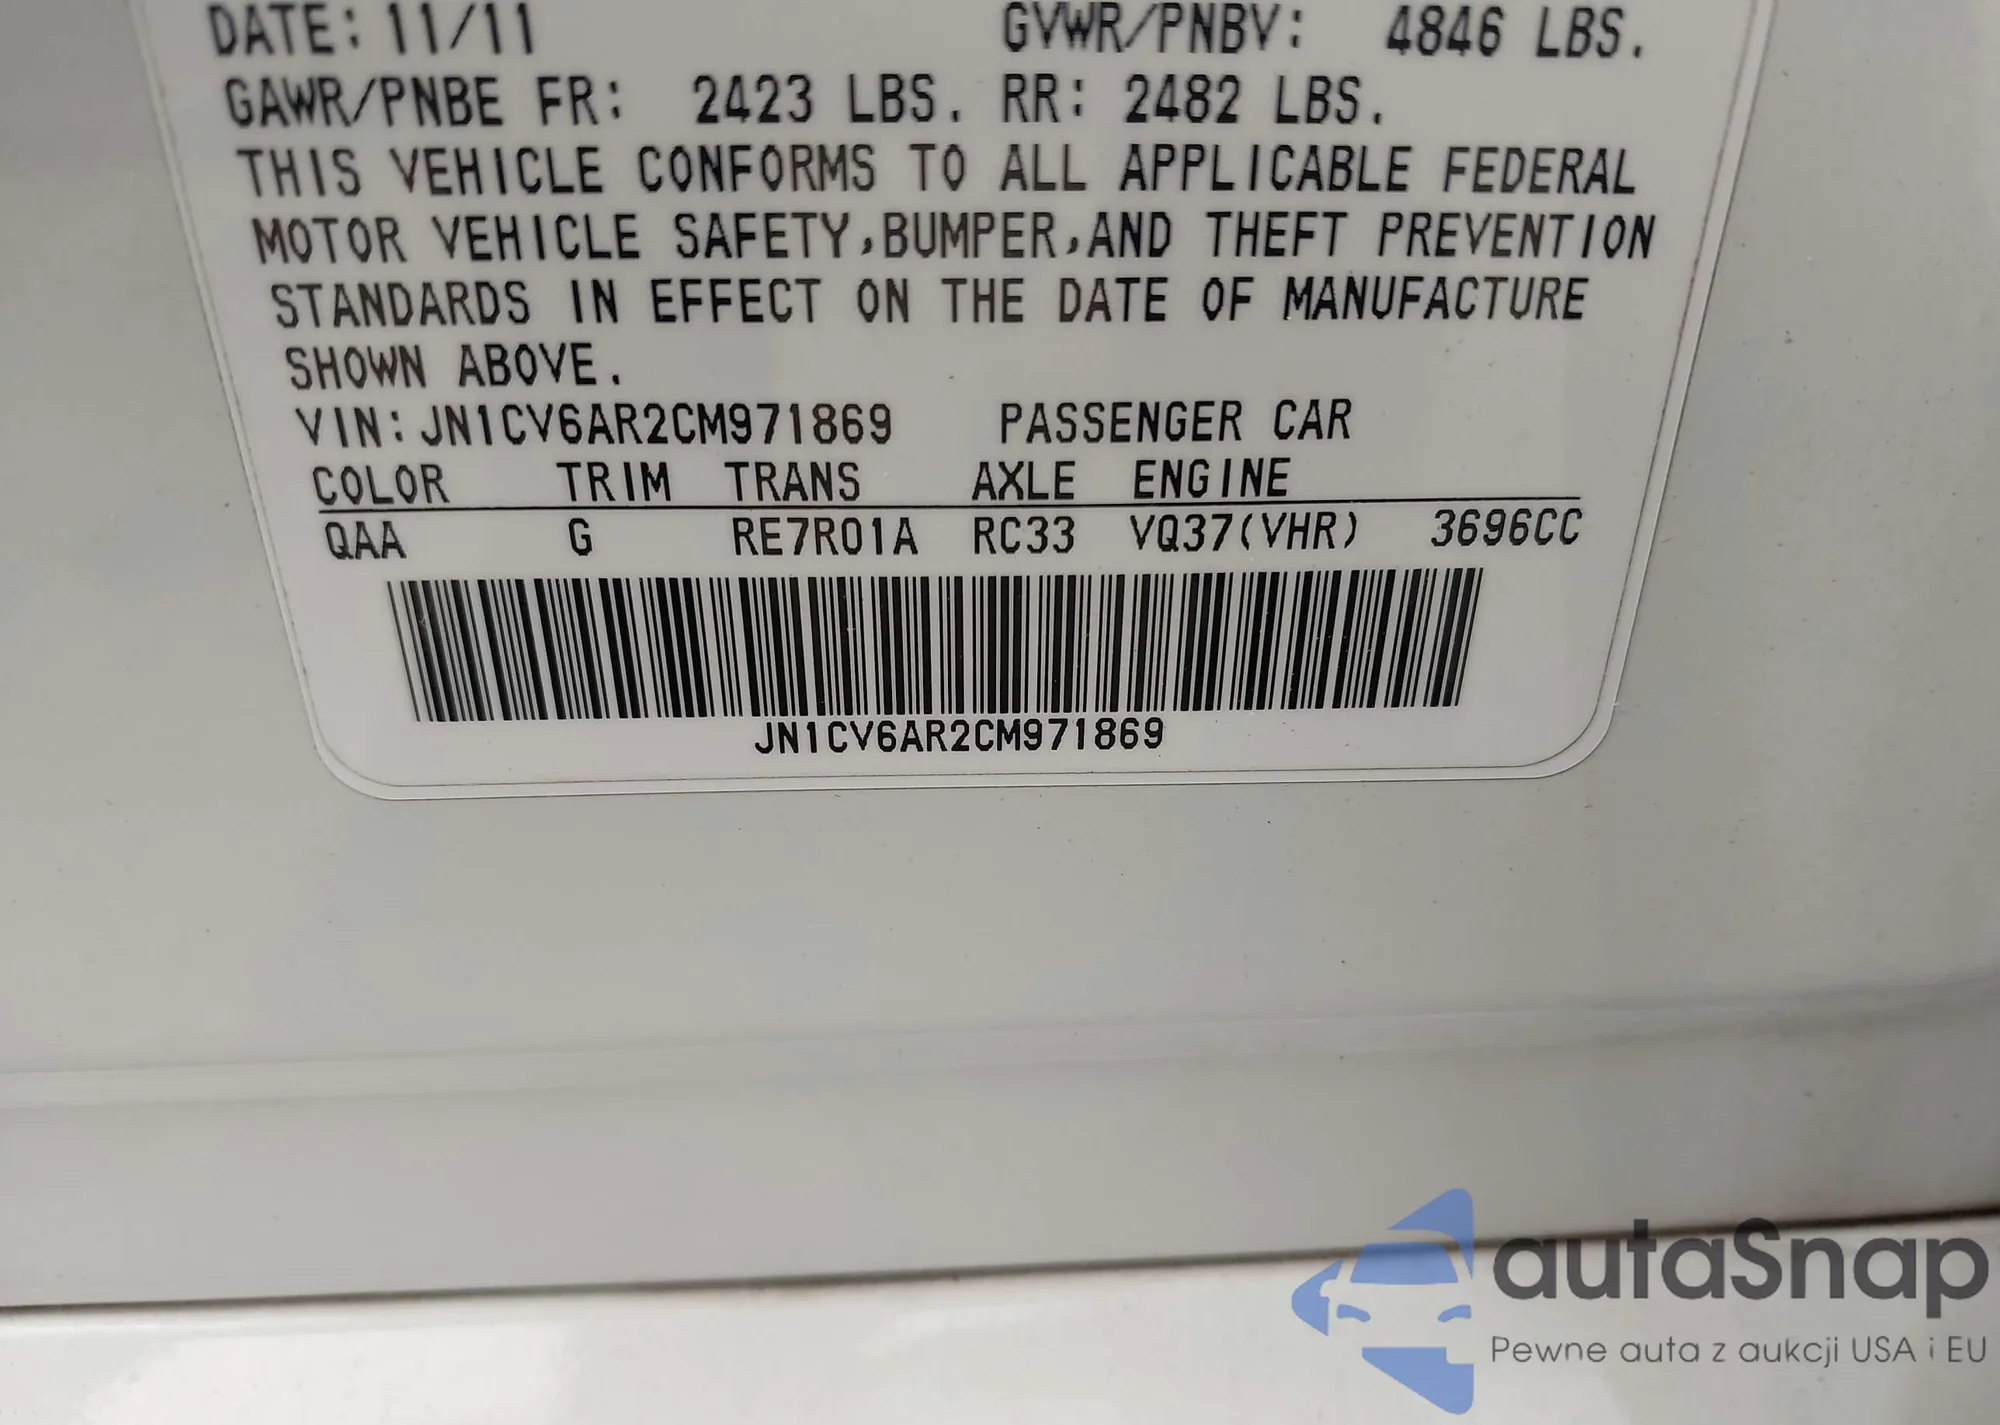 DATE: 11/11 GVWR/PNBV: 4846 LBS.
GAWR/PNBE FR: 2423 LBS. RR: 2482 LBS.
THIS VEHICLE CONFORMS TO ALL APPLICABLE FEDERAL
MOTOR VEHICLE SAFETY,BUMPER,AND THEFT PREVENTION
STANDARDS IN EFFECT ON THE DATE OF MANUFACTURE
SHOWN ABOVE.
VIN:JN1CV6AR2CM971869 PASSENGER CAR
COLOR TRIM TRANS AXLE ENGINE
QAA G RE7R01A RC33 VQ37(VHR) 3696CC
JN1CV6AR2CM971869
autaSnap
Pewne auta z aukcji USA i EU